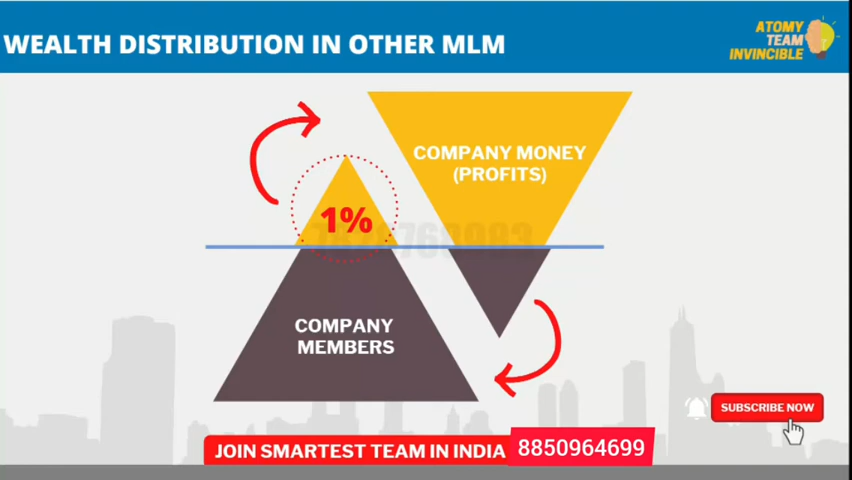 WEALTH DISTRIBUTION IN OTHER MLM
ATOMY
TEAM
INVINCIBLE
COMPANY MONEY
(PROFITS)
1%
COMPANY
MEMBERS
SUBSCRIBE NOW
JOIN SMARTEST TEAM IN INDIA 8850964699